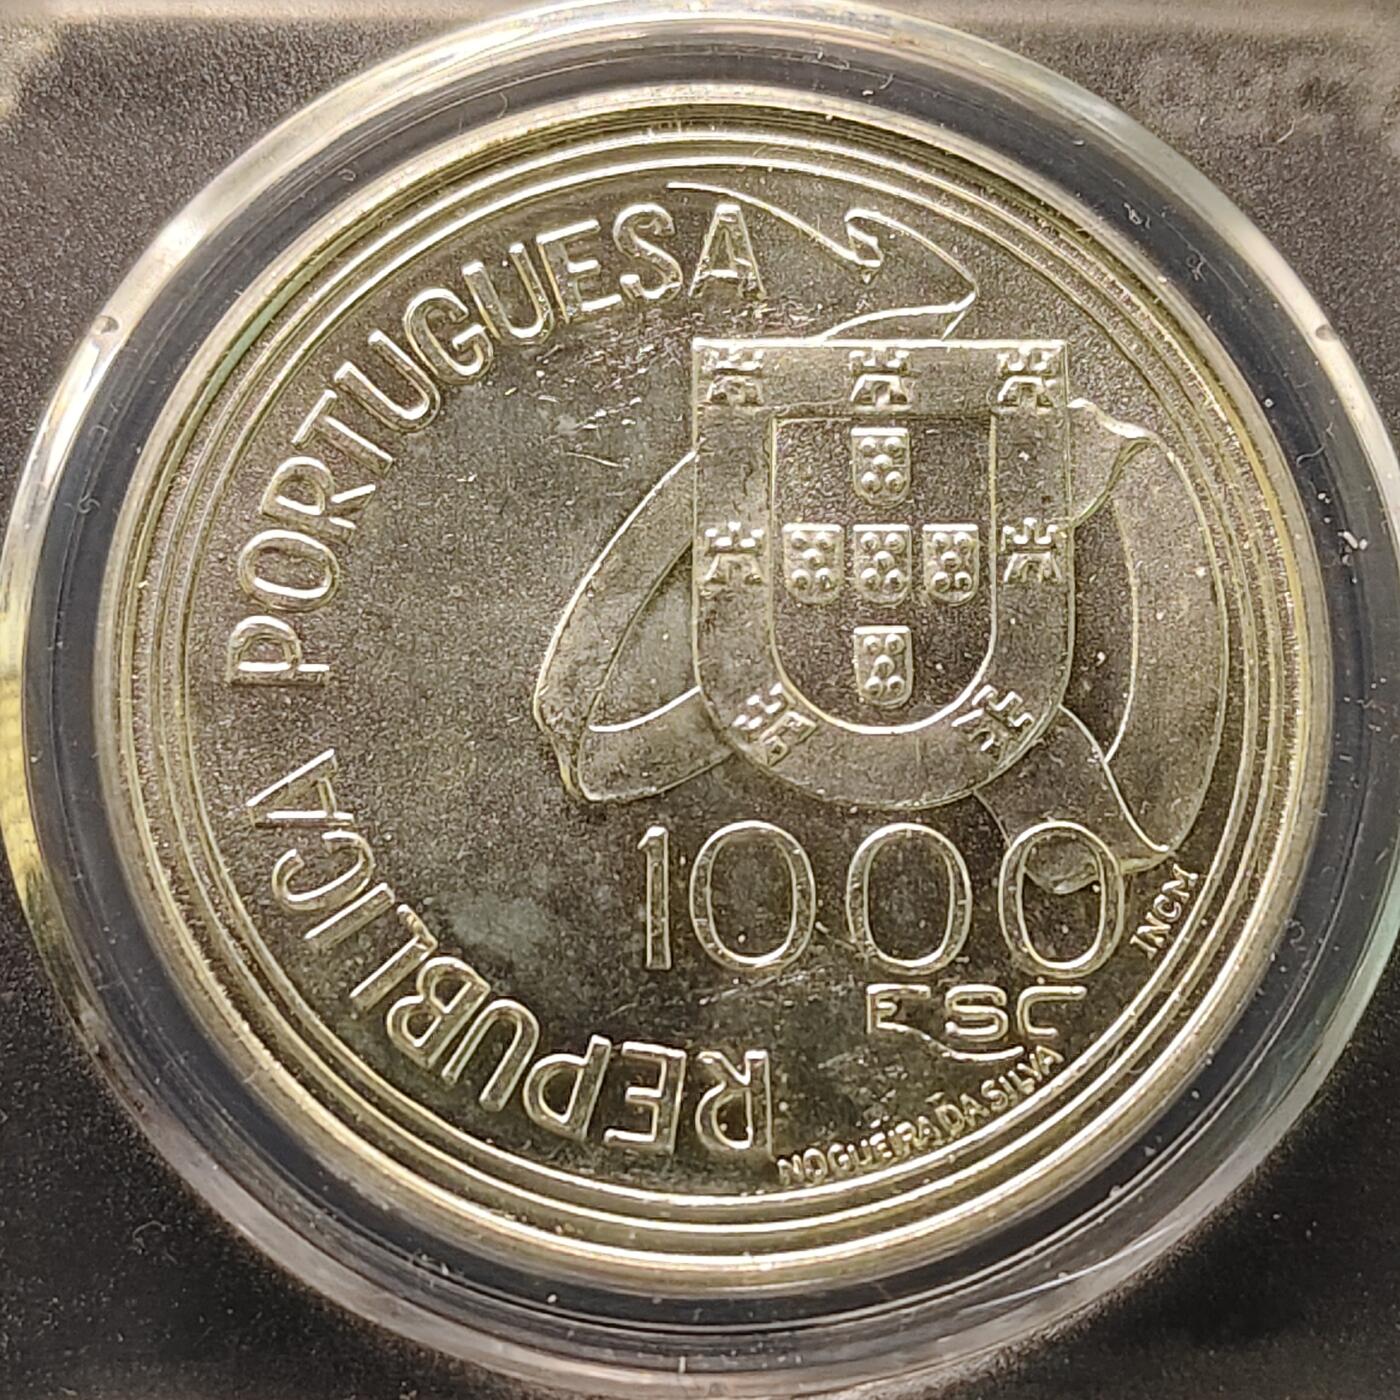 REPUBLICA PORTUGUESA
1000
ESC
INCM
NOGUEIRA DA SILVA